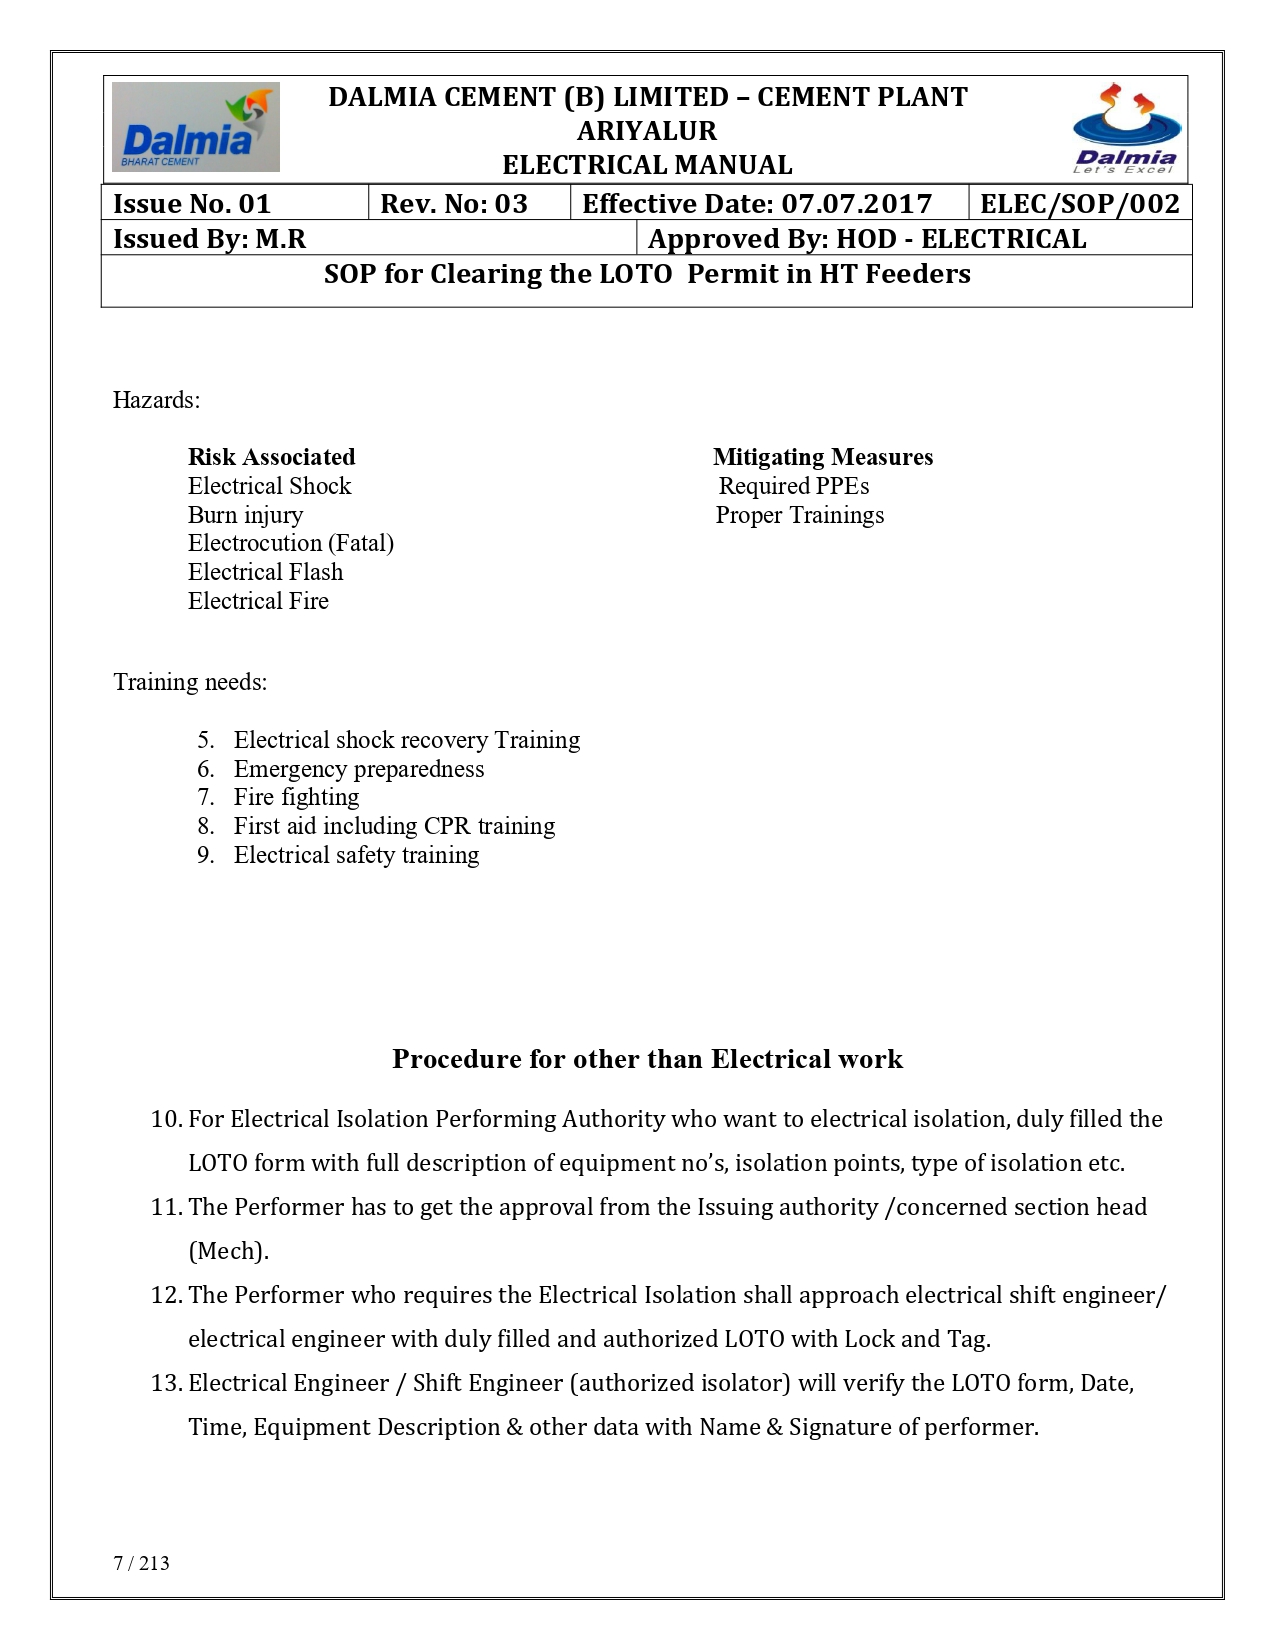 Dalmia
BHARAT CEMENT
DALMIA CEMENT (B) LIMITED – CEMENT PLANT
ARIYALUR
ELECTRICAL MANUAL
Dalmia
Let's Excel
Issue No. 01 Rev. No: 03 Effective Date: 07.07.2017 ELEC/SOP/002
Issued By: M.R Approved By: HOD - ELECTRICAL
SOP for Clearing the LOTO  Permit in HT Feeders
Hazards:
Risk Associated Mitigating Measures
Electrical Shock Required PPEs
Burn injury Proper Trainings
Electrocution (Fatal)
Electrical Flash
Electrical Fire
Training needs:
5. Electrical shock recovery Training
6. Emergency preparedness
7. Fire fighting
8. First aid including CPR training
9. Electrical safety training
Procedure for other than Electrical work
10. For Electrical Isolation Performing Authority who want to electrical isolation, duly filled the
LOTO form with full description of equipment no’s, isolation points, type of isolation etc.
11. The Performer has to get the approval from the Issuing authority /concerned section head
(Mech).
12. The Performer who requires the Electrical Isolation shall approach electrical shift engineer/
electrical engineer with duly filled and authorized LOTO with Lock and Tag.
13. Electrical Engineer / Shift Engineer (authorized isolator) will verify the LOTO form, Date,
Time, Equipment Description & other data with Name & Signature of performer.
7 / 213